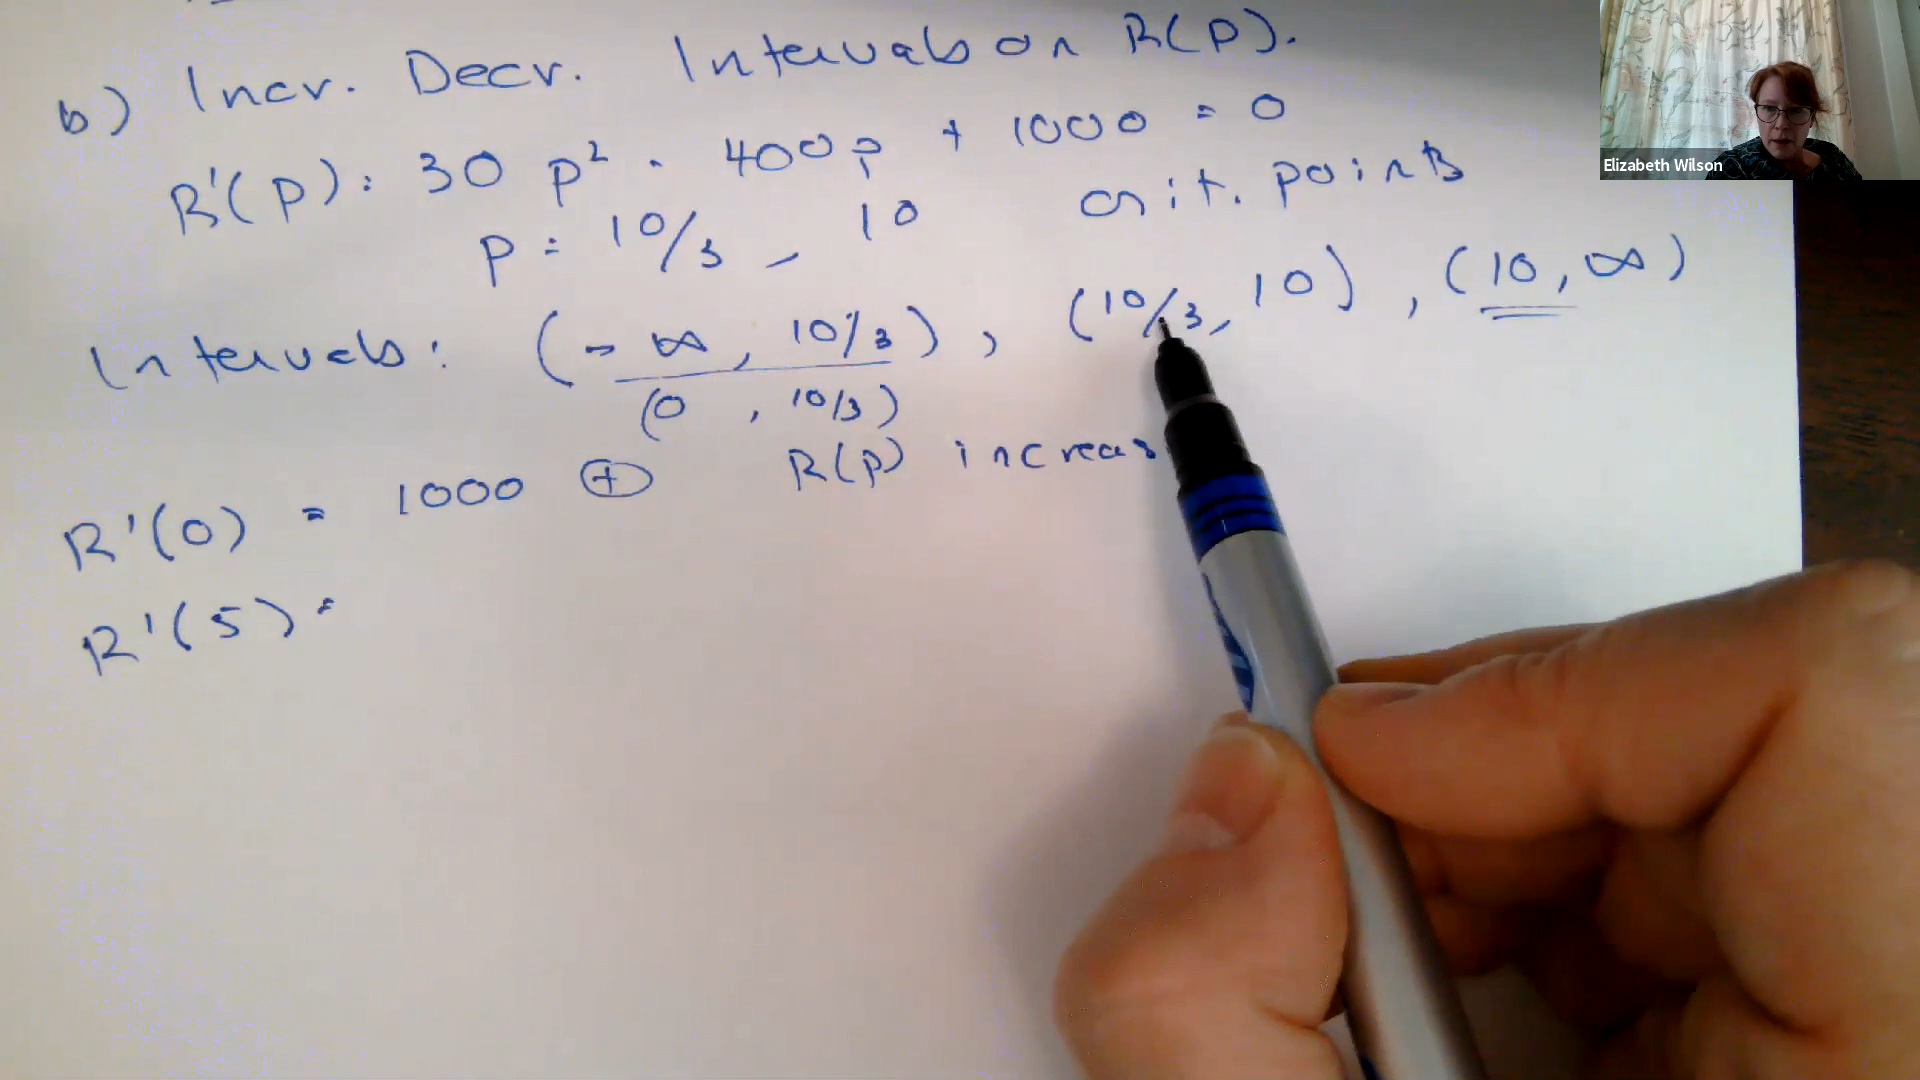 b) Incr. Decr. Intervals on R(p).
R'(p): 30 p² - 400p + 1000 = 0
p = 10/3, 10 crit. points
Intervals: (-∞, 10/3), (10/3, 10), (10, ∞)
(0, 10/3)
R'(0) = 1000 ⊕ R(p) increas
R'(5) =
Elizabeth Wilson